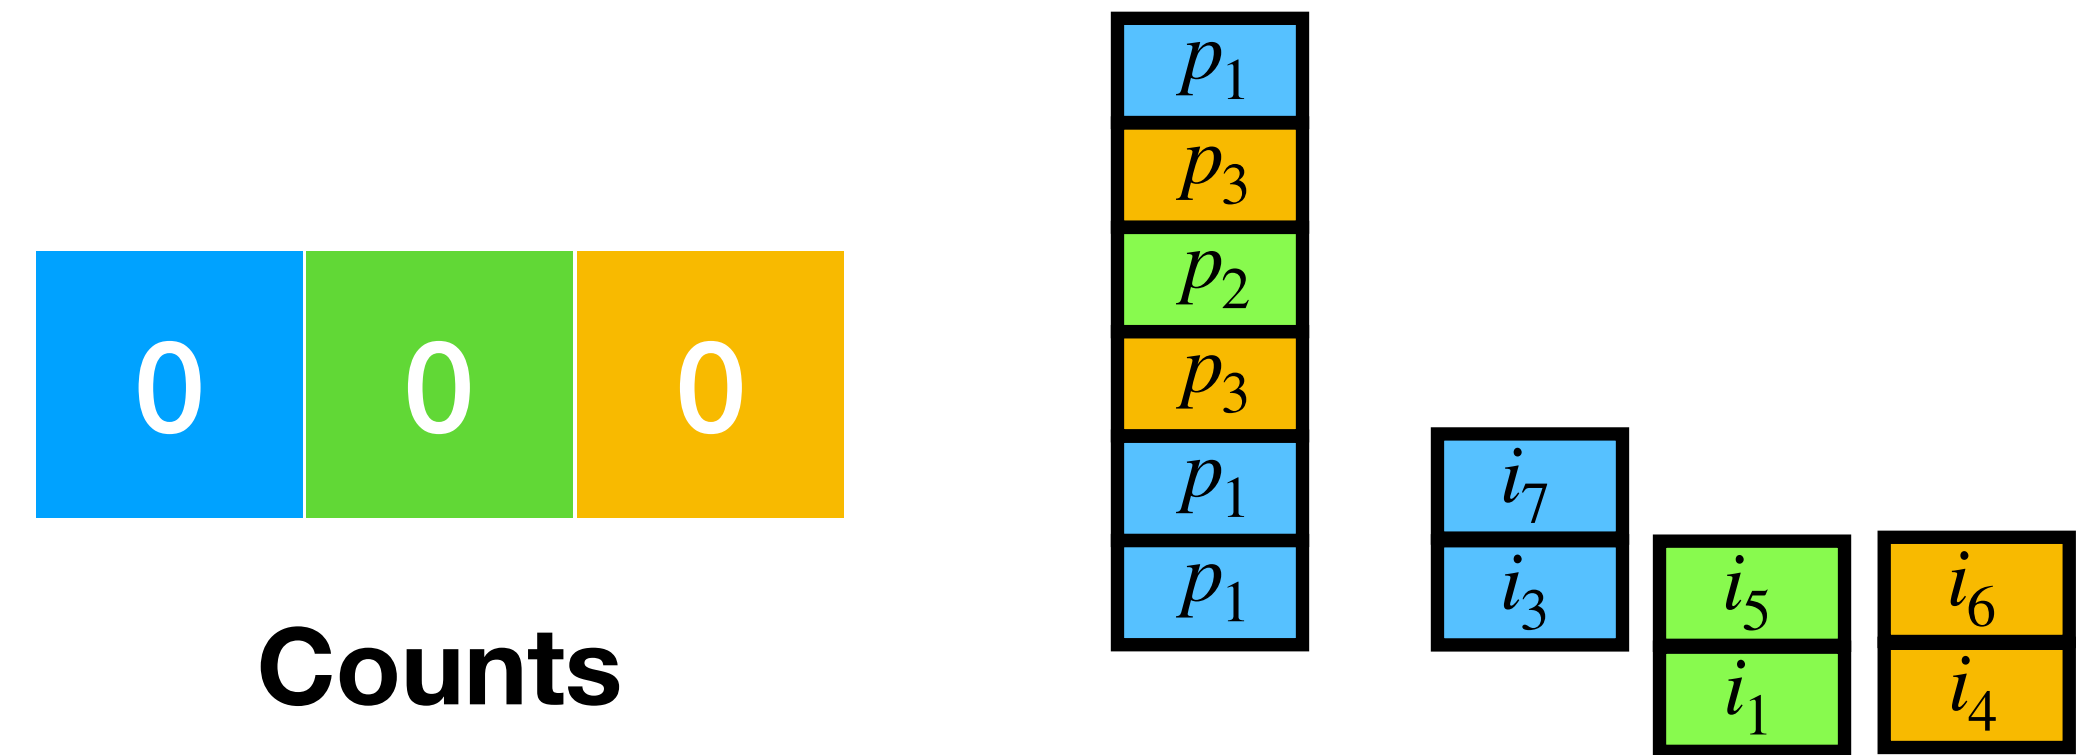 0 0 0
Counts
p₁
p₃
p₂
p₃
p₁
p₁
i₇
i₃
i₅
i₁
i₆
i₄